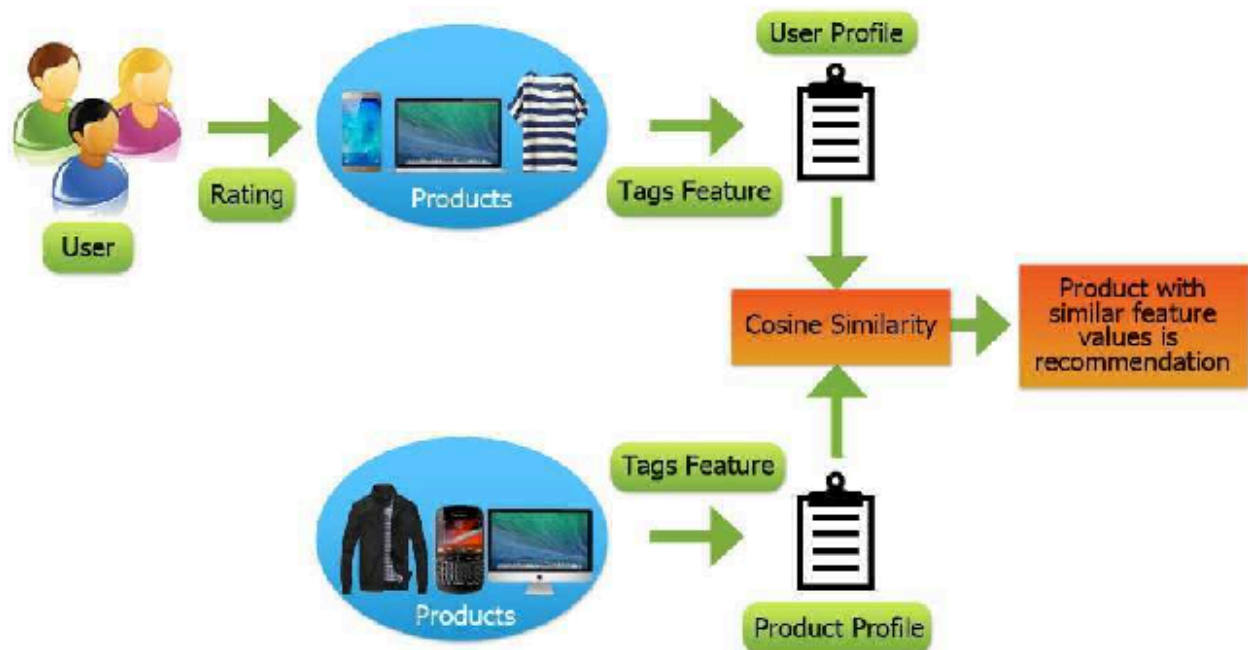 User Profile
Rating
Products
Tags Feature
User
Cosine Similarity
Product with
similar feature
values is
recommendation
Tags Feature
Products
Product Profile